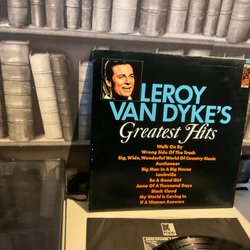 LEROY
VAN DYKE'S
Greatest Hits
Walk On By
Wrong Side Of The Track
Big, Wide, Wonderful World Of Country Music
Auctioneer
Big Man In A Big House
Louisville
Be A Good Girl
Anne Of A Thousand Days
Black Cloud
My World Is Caving In
If A Woman Answers